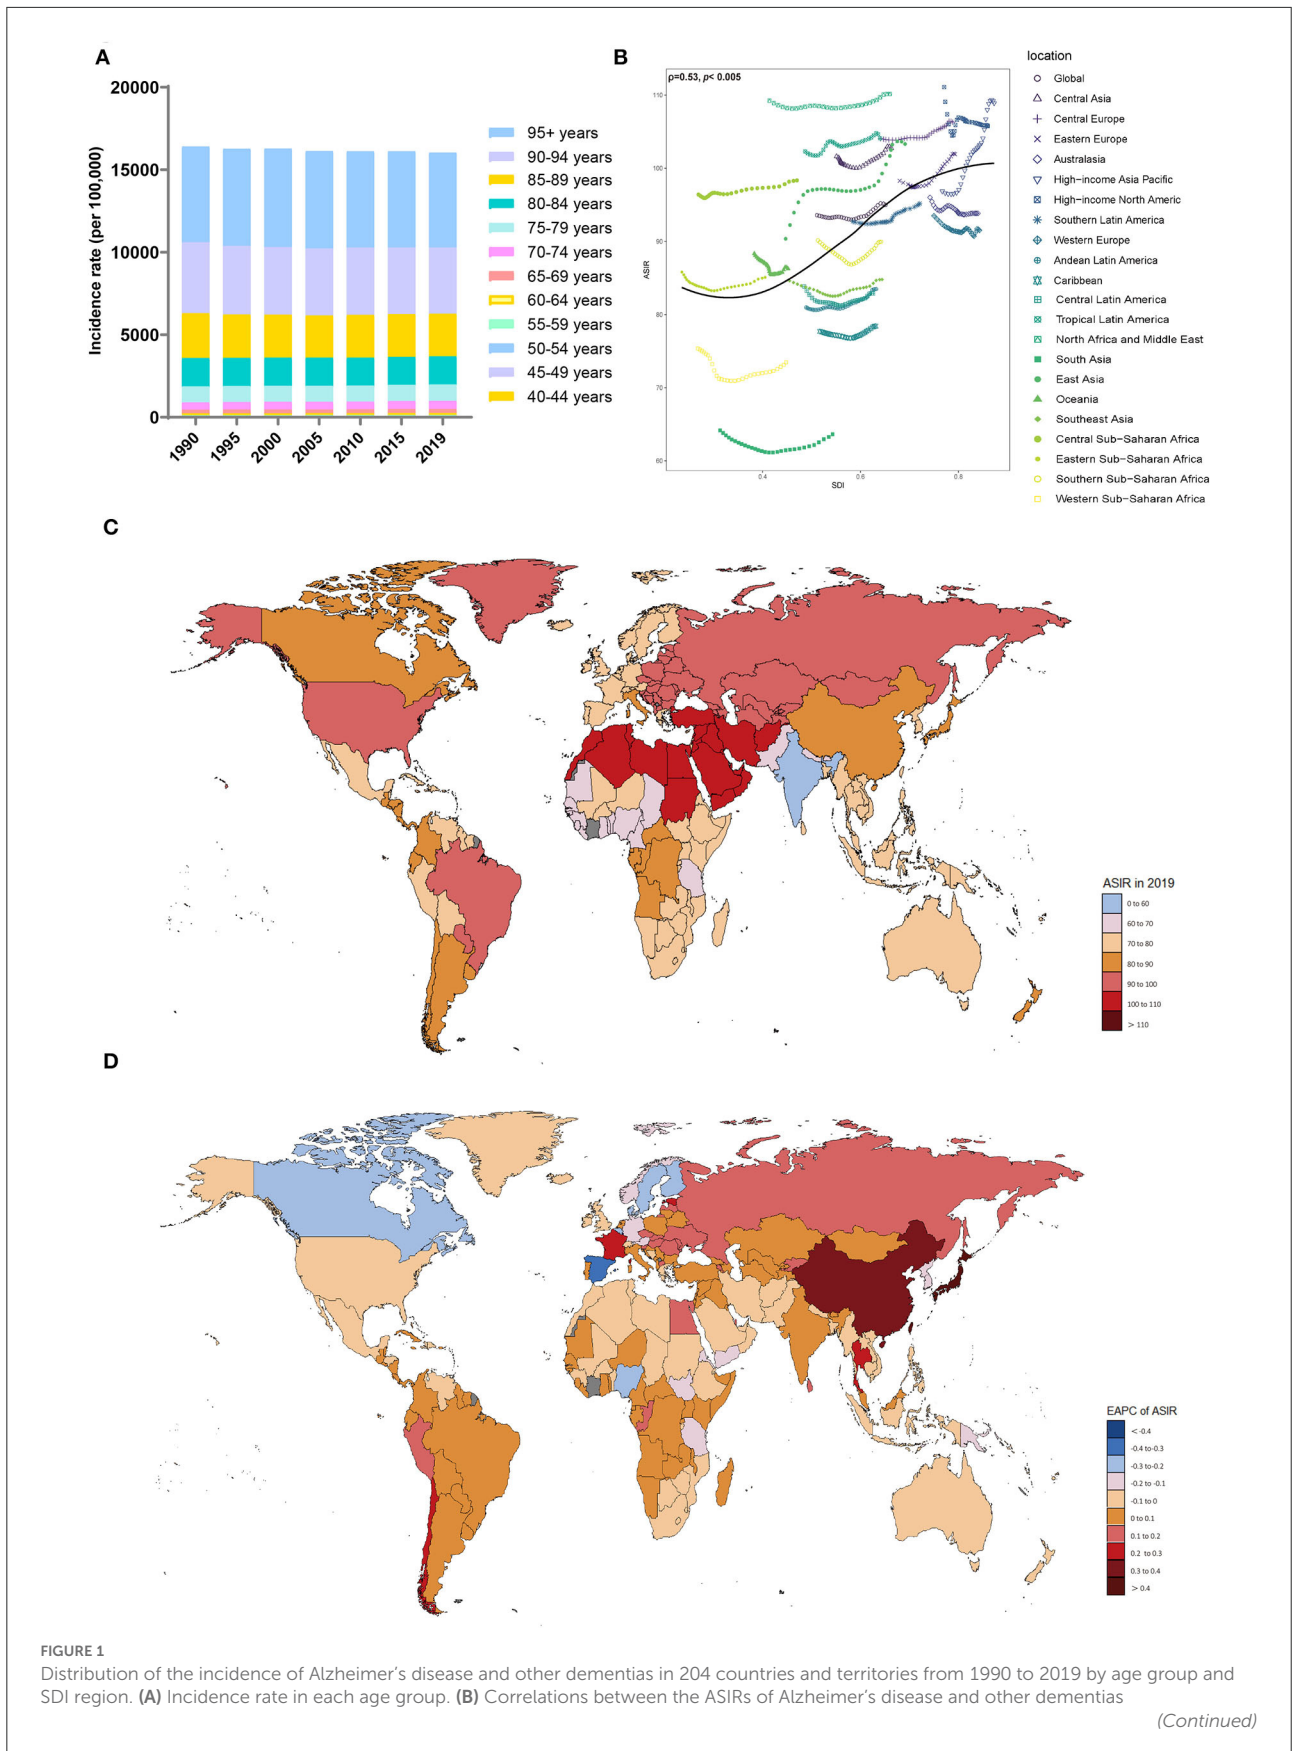 A
20000
15000
10000
5000
0
Incidence rate (per 100,000)
1990
1995
2000
2005
2010
2015
2019
95+ years
90-94 years
85-89 years
80-84 years
75-79 years
70-74 years
65-69 years
60-64 years
55-59 years
50-54 years
45-49 years
40-44 years
B
ρ=0.53, p< 0.005
110
100
90
80
70
60
ASIR
0.4
0.6
0.8
SDI
location
Global
Central Asia
Central Europe
Eastern Europe
Australasia
High-income Asia Pacific
High-income North Americ
Southern Latin America
Western Europe
Andean Latin America
Caribbean
Central Latin America
Tropical Latin America
North Africa and Middle East
South Asia
East Asia
Oceania
Southeast Asia
Central Sub-Saharan Africa
Eastern Sub-Saharan Africa
Southern Sub-Saharan Africa
Western Sub-Saharan Africa
C
ASIR in 2019
0 to 60
60 to 70
70 to 80
80 to 90
90 to 100
100 to 110
> 110
D
EAPC of ASIR
< -0.4
-0.4 to-0.3
-0.3 to-0.2
-0.2 to -0.1
-0.1 to 0
0 to 0.1
0.1 to 0.2
0.2 to 0.3
0.3 to 0.4
> 0.4
FIGURE 1
Distribution of the incidence of Alzheimer's disease and other dementias in 204 countries and territories from 1990 to 2019 by age group and
SDI region. (A) Incidence rate in each age group. (B) Correlations between the ASIRs of Alzheimer's disease and other dementias
(Continued)